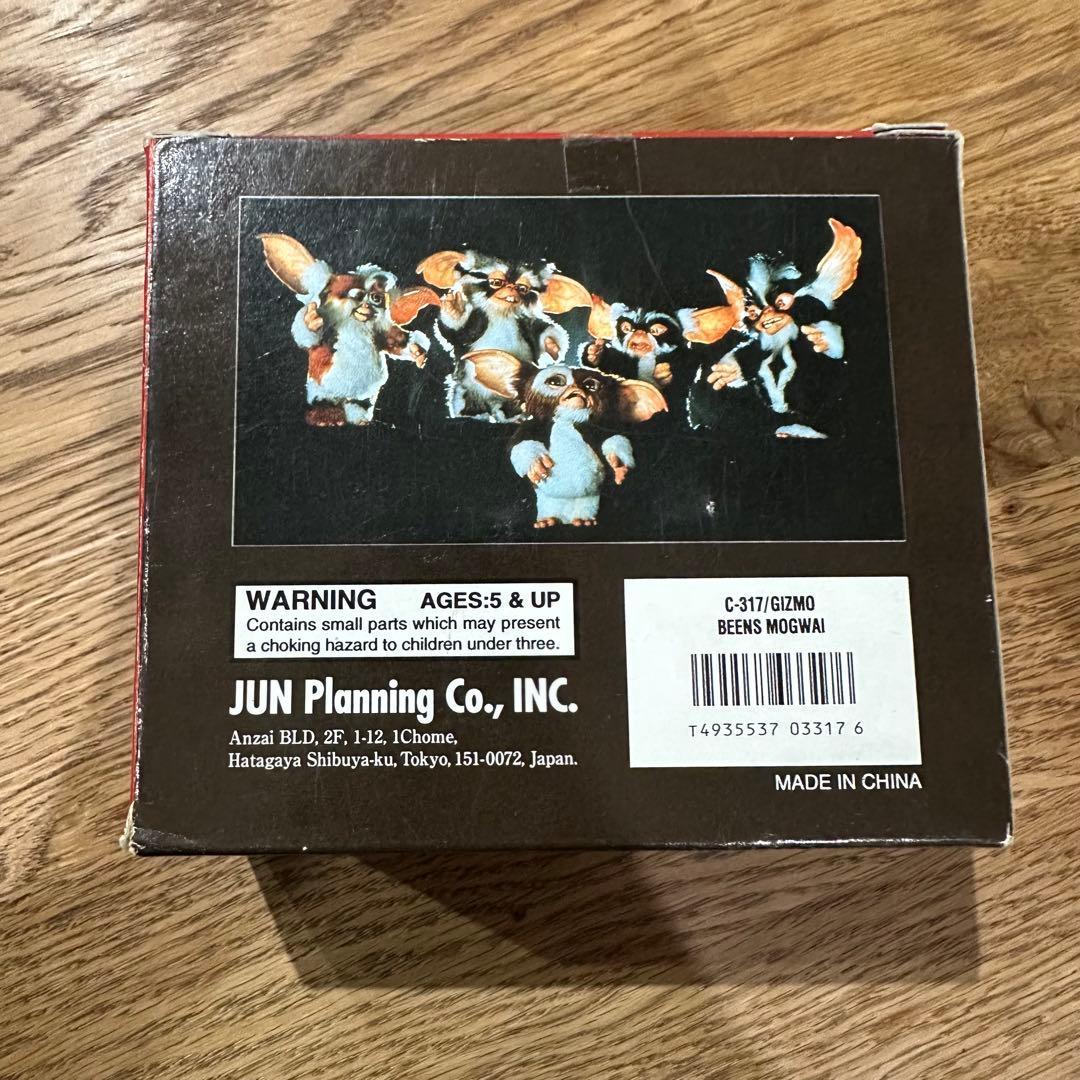 WARNING AGES:5 & UP
Contains small parts which may present
a choking hazard to children under three.
JUN Planning Co., INC.
Anzai BLD, 2F, 1-12, 1Chome,
Hatagaya Shibuya-ku, Tokyo, 151-0072, Japan.
C-317/GIZMO
BEENS MOGWAI
T4935537 03317 6
MADE IN CHINA